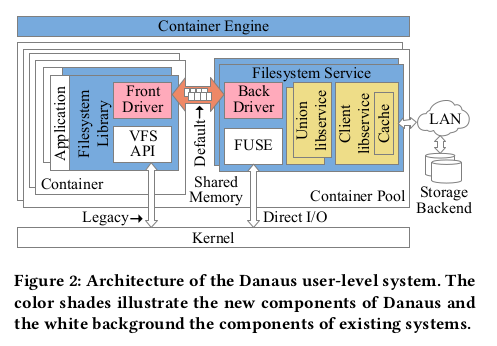 Container Engine
Filesystem Service
Application
Filesystem
Library
Front
Driver
VFS
API
Container
Default
Shared
Memory
Back
Driver
FUSE
Union
libservice
Client
libservice
Cache
LAN
Storage
Backend
Container Pool
Legacy
Direct I/O
Kernel
Figure 2: Architecture of the Danaus user-level system. The
color shades illustrate the new components of Danaus and
the white background the components of existing systems.